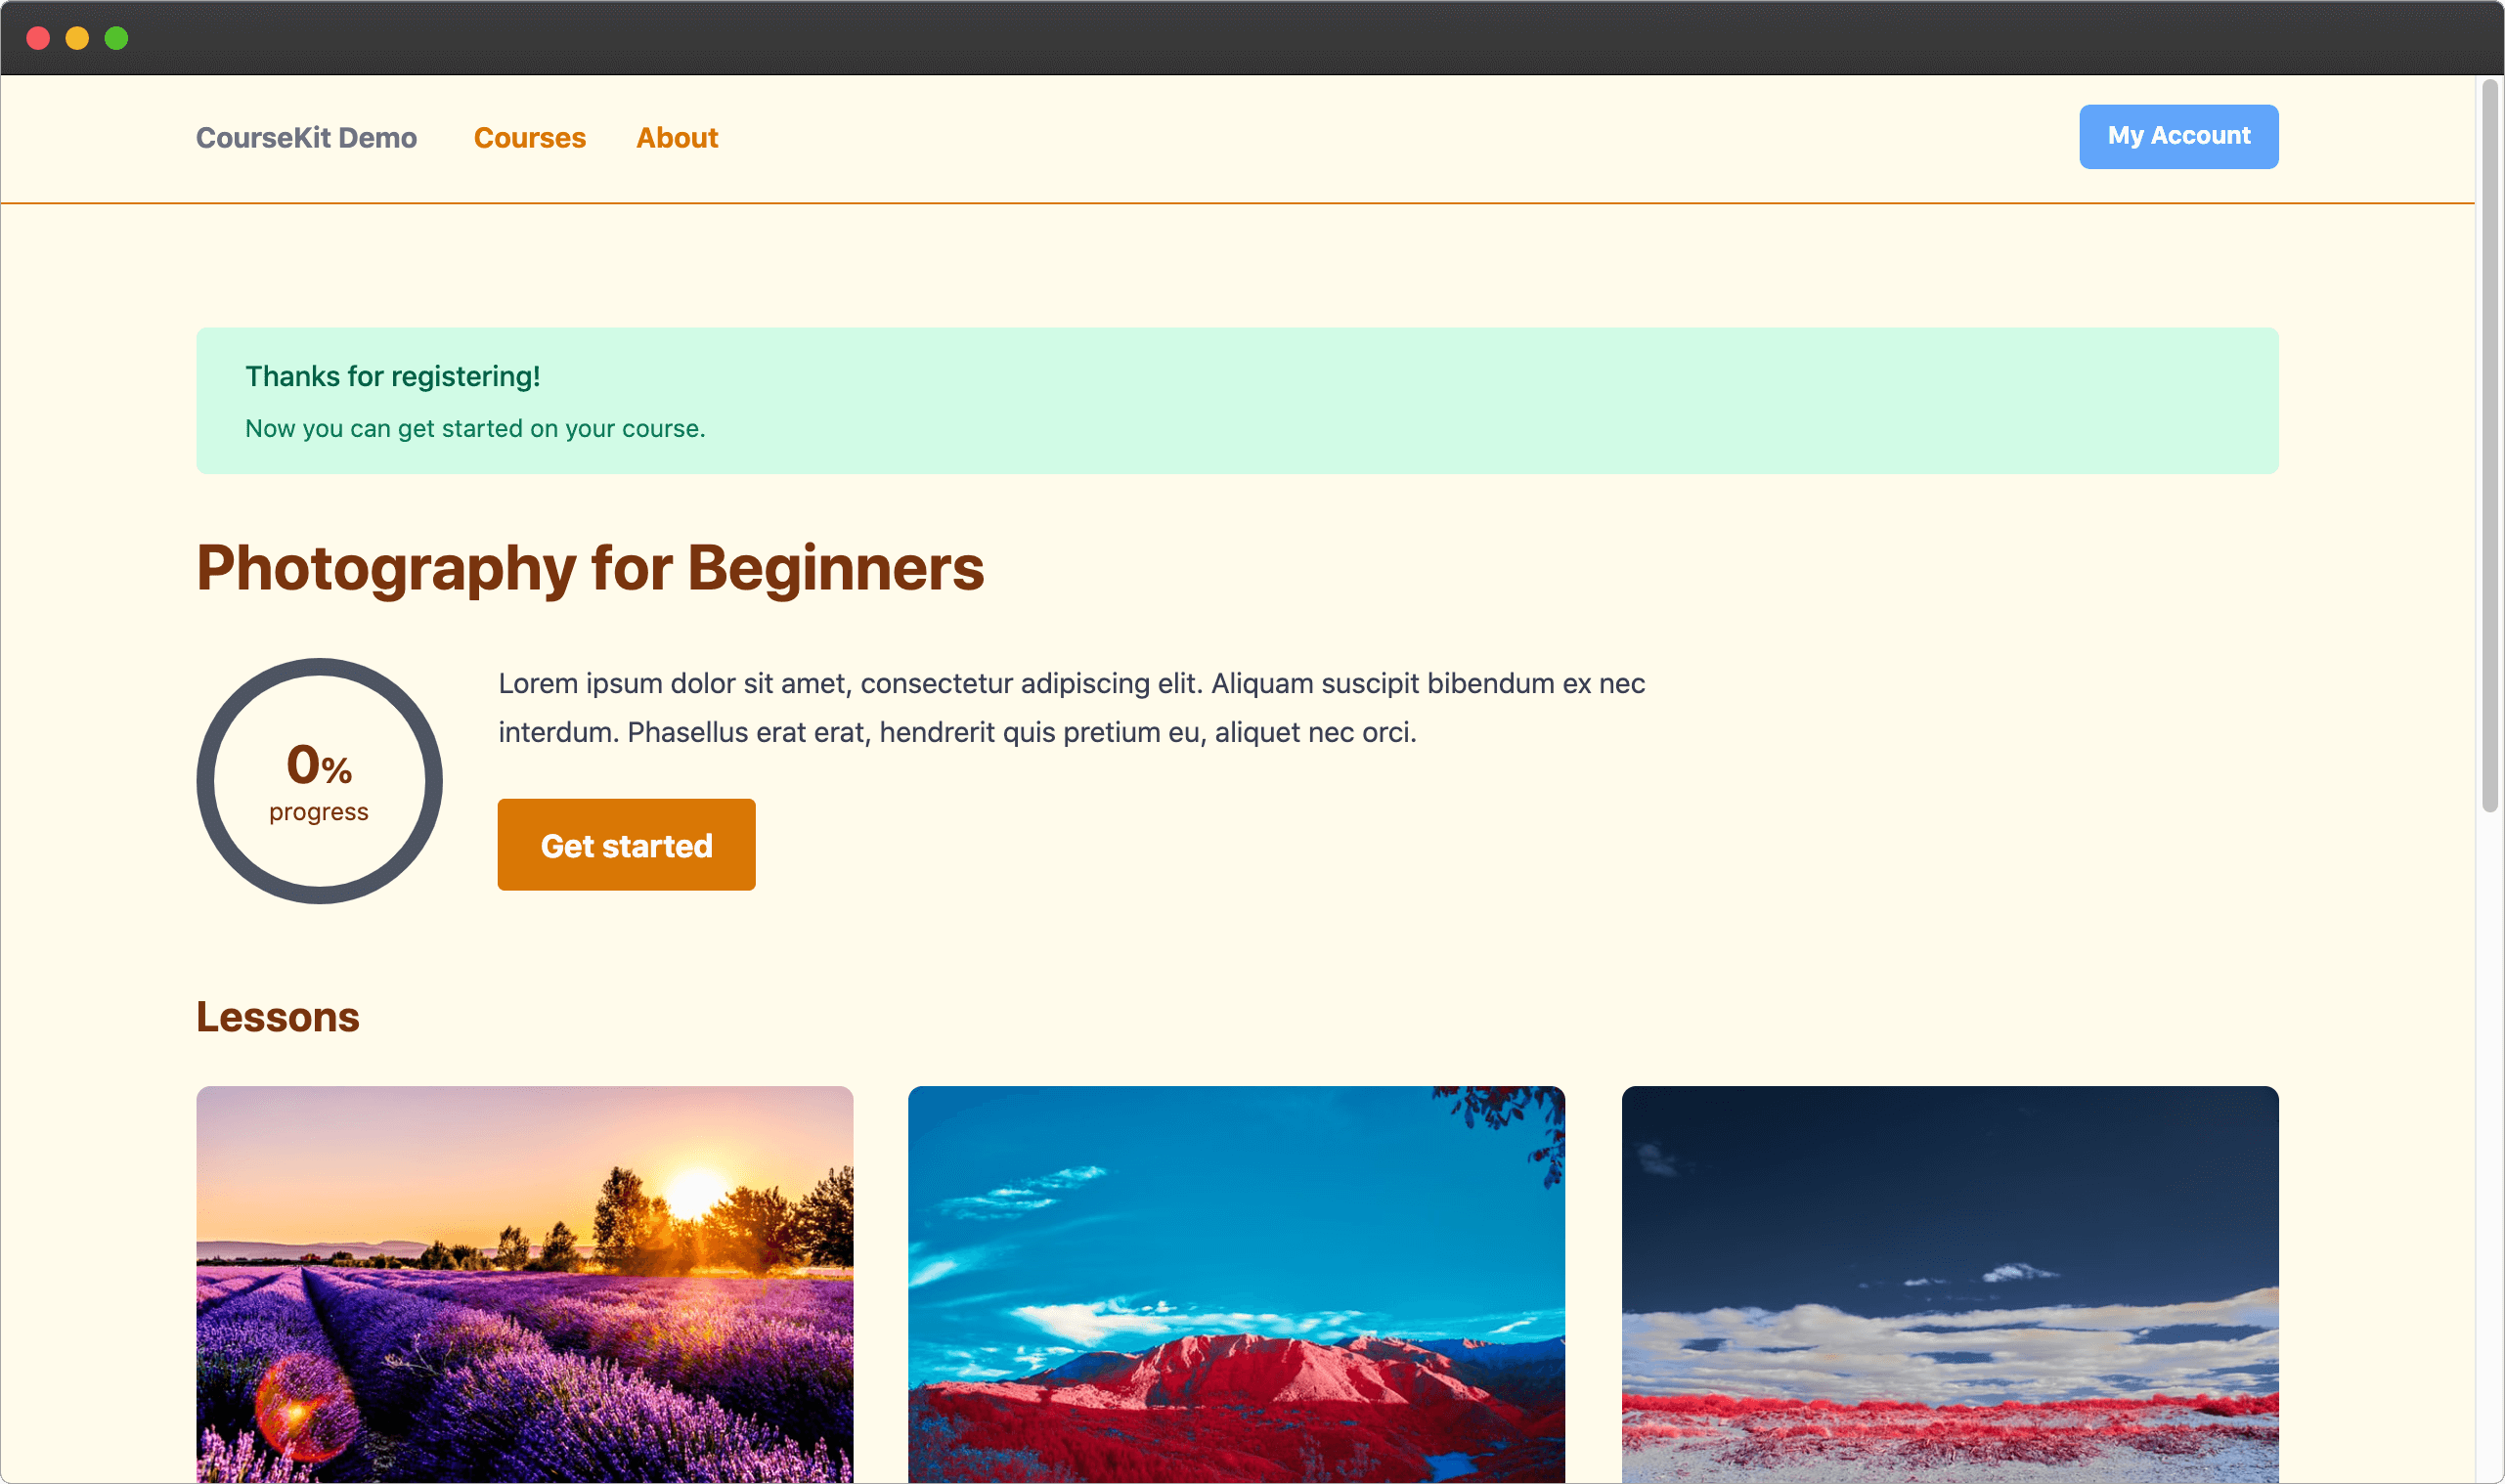 CourseKit Demo Courses About My Account
Thanks for registering!
Now you can get started on your course.
Photography for Beginners
0%
progress
Lorem ipsum dolor sit amet, consectetur adipiscing elit. Aliquam suscipit bibendum ex nec
interdum. Phasellus erat erat, hendrerit quis pretium eu, aliquet nec orci.
Get started
Lessons